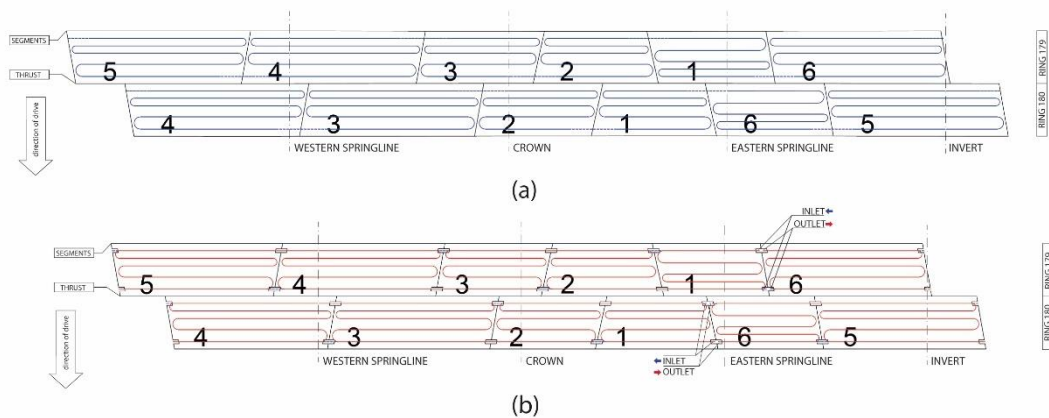 SEGMENTS
5 4 3 2 1 6
RING 179
THRUST
4 3 2 1 6 5
RING 180
direction of drive
WESTERN SPRINGLINE CROWN EASTERN SPRINGLINE INVERT
(a)
INLET
OUTLET
SEGMENTS
5 4 3 2 1 6
RING 179
THRUST
4 3 2 1 6 5
RING 180
direction of drive
WESTERN SPRINGLINE CROWN INLET EASTERN SPRINGLINE INVERT
OUTLET
(b)